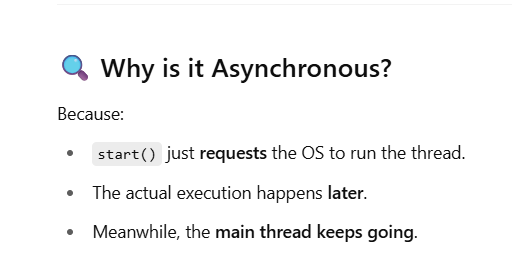 Why is it Asynchronous?
Because:
start() just requests the OS to run the thread.
The actual execution happens later.
Meanwhile, the main thread keeps going.